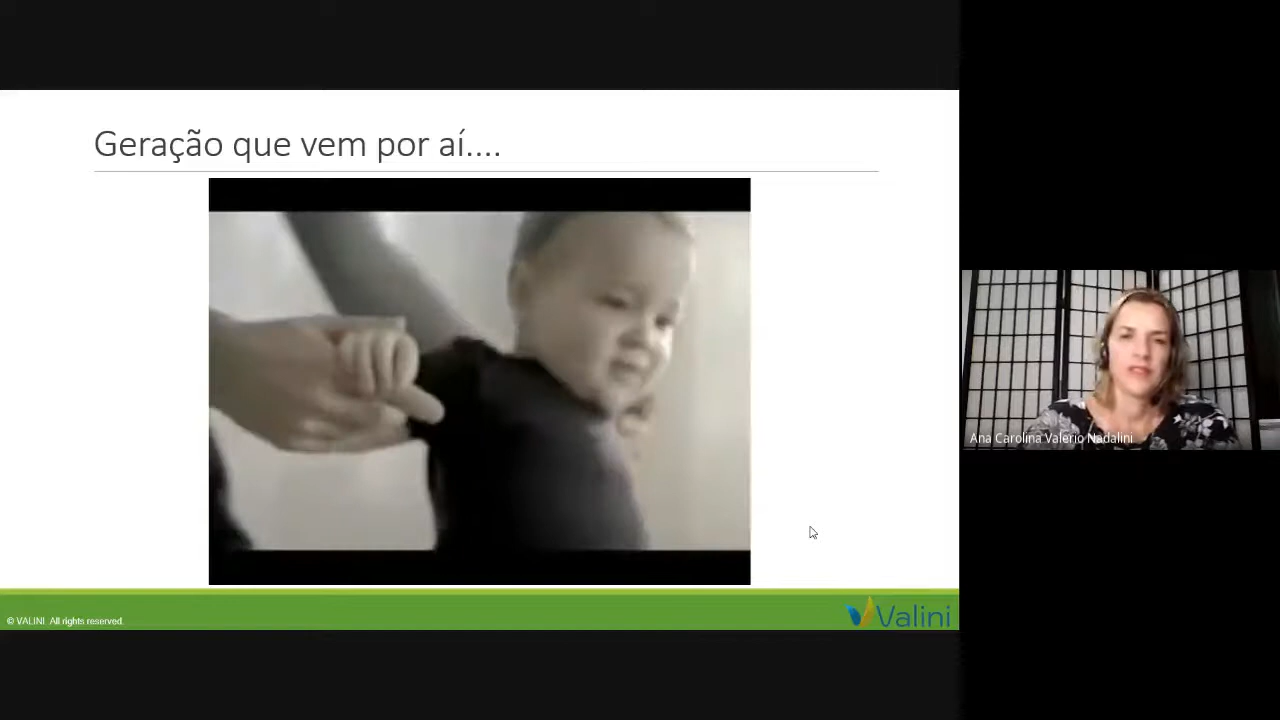 Geração que vem por aí....
Ana Carolina Valerio Nadalini
© VALINI. All rights reserved.
Valini